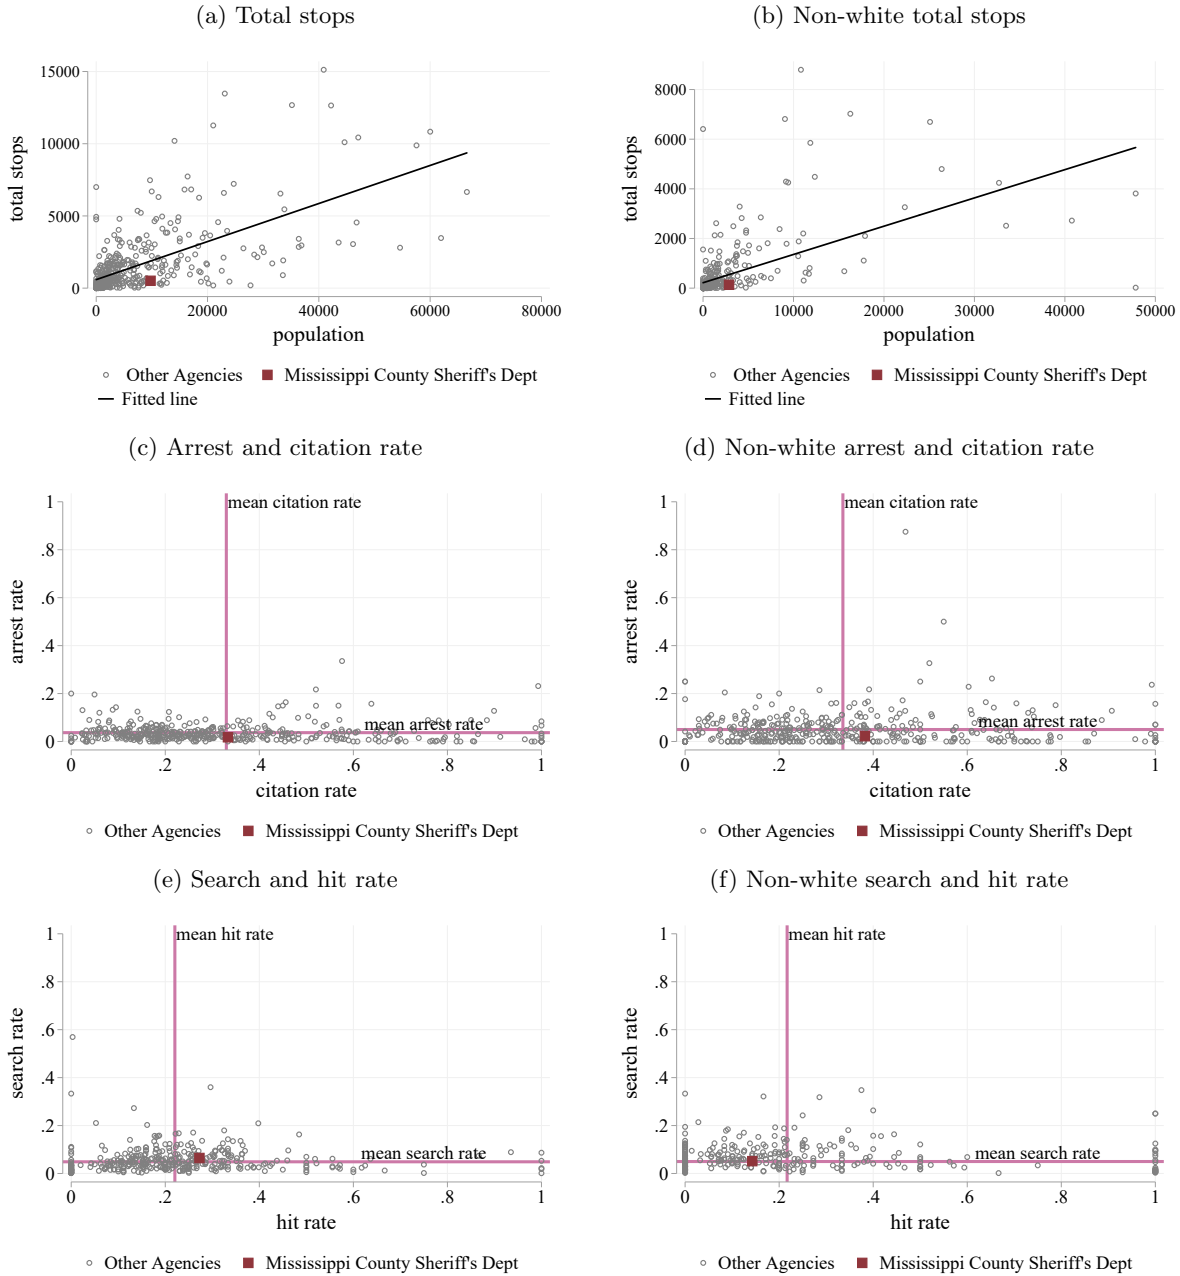 (a) Total stops
(b) Non-white total stops
15000
10000
5000
0
total stops
0
20000
40000
60000
80000
population
Other Agencies
Mississippi County Sheriff's Dept
Fitted line
8000
6000
4000
2000
0
total stops
0
10000
20000
30000
40000
50000
population
Other Agencies
Mississippi County Sheriff's Dept
Fitted line
(c) Arrest and citation rate
(d) Non-white arrest and citation rate
1
.8
.6
.4
.2
0
arrest rate
mean citation rate
mean arrest rate
0
.2
.4
.6
.8
1
citation rate
Other Agencies
Mississippi County Sheriff's Dept
1
.8
.6
.4
.2
0
arrest rate
mean citation rate
mean arrest rate
0
.2
.4
.6
.8
1
citation rate
Other Agencies
Mississippi County Sheriff's Dept
(e) Search and hit rate
(f) Non-white search and hit rate
1
.8
.6
.4
.2
0
search rate
mean hit rate
mean search rate
0
.2
.4
.6
.8
1
hit rate
Other Agencies
Mississippi County Sheriff's Dept
1
.8
.6
.4
.2
0
search rate
mean hit rate
mean search rate
0
.2
.4
.6
.8
1
hit rate
Other Agencies
Mississippi County Sheriff's Dept